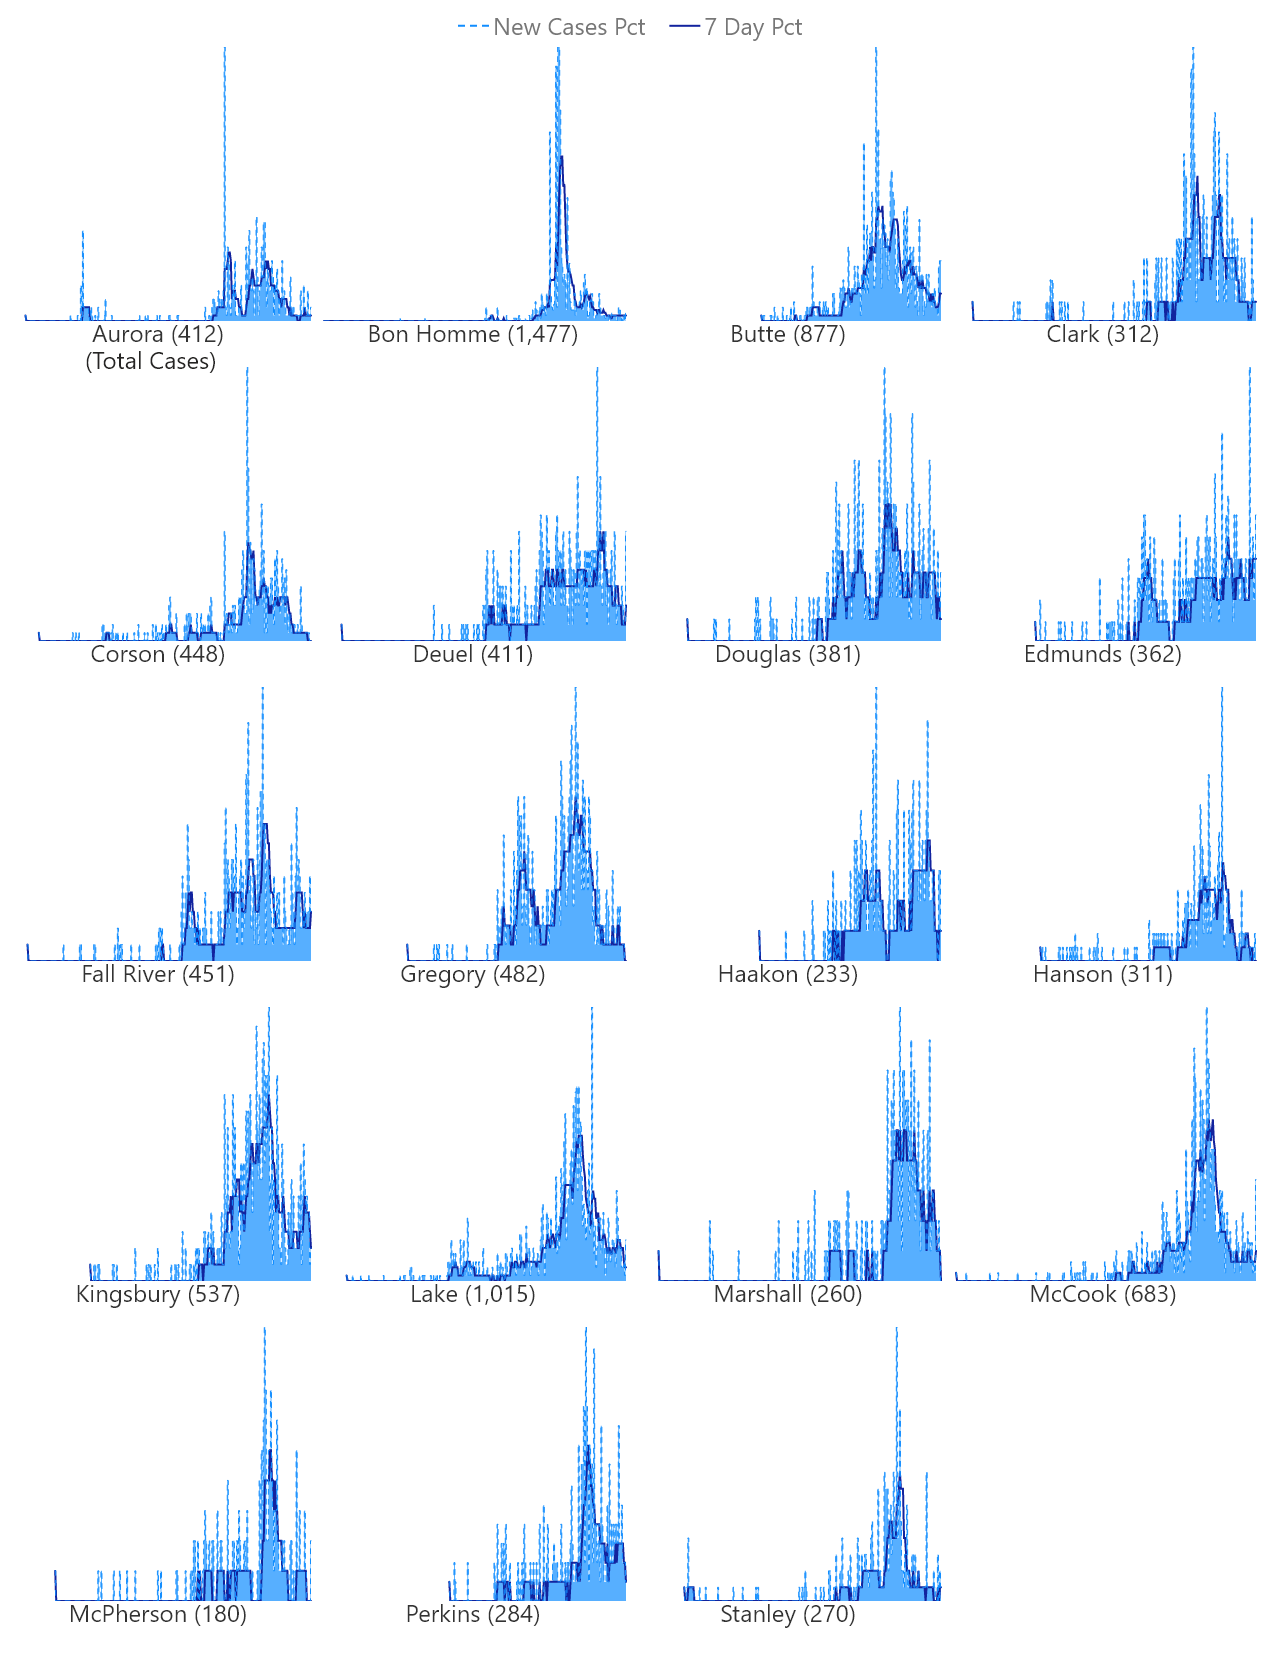 New Cases Pct 7 Day Pct
Aurora (412) Bon Homme (1,477) Butte (877) Clark (312)
(Total Cases)
Corson (448) Deuel (411) Douglas (381) Edmunds (362)
Fall River (451) Gregory (482) Haakon (233) Hanson (311)
Kingsbury (537) Lake (1,015) Marshall (260) McCook (683)
McPherson (180) Perkins (284) Stanley (270)